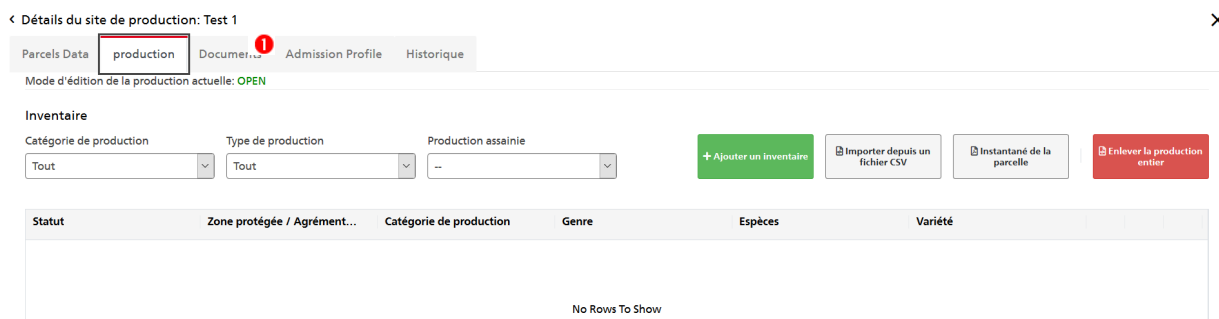 Détails du site de production: Test 1
Parcels Data production Documents 1 Admission Profile Historique
Mode d'édition de la production actuelle: OPEN
Inventaire
Catégorie de production Type de production Production assainie
Tout Tout --
+ Ajouter un inventaire
Importer depuis un
fichier CSV
Instantané de la
parcelle
Enlever la production
entier
Statut Zone protégée / Agrément... Catégorie de production Genre Espèces Variété
No Rows To Show